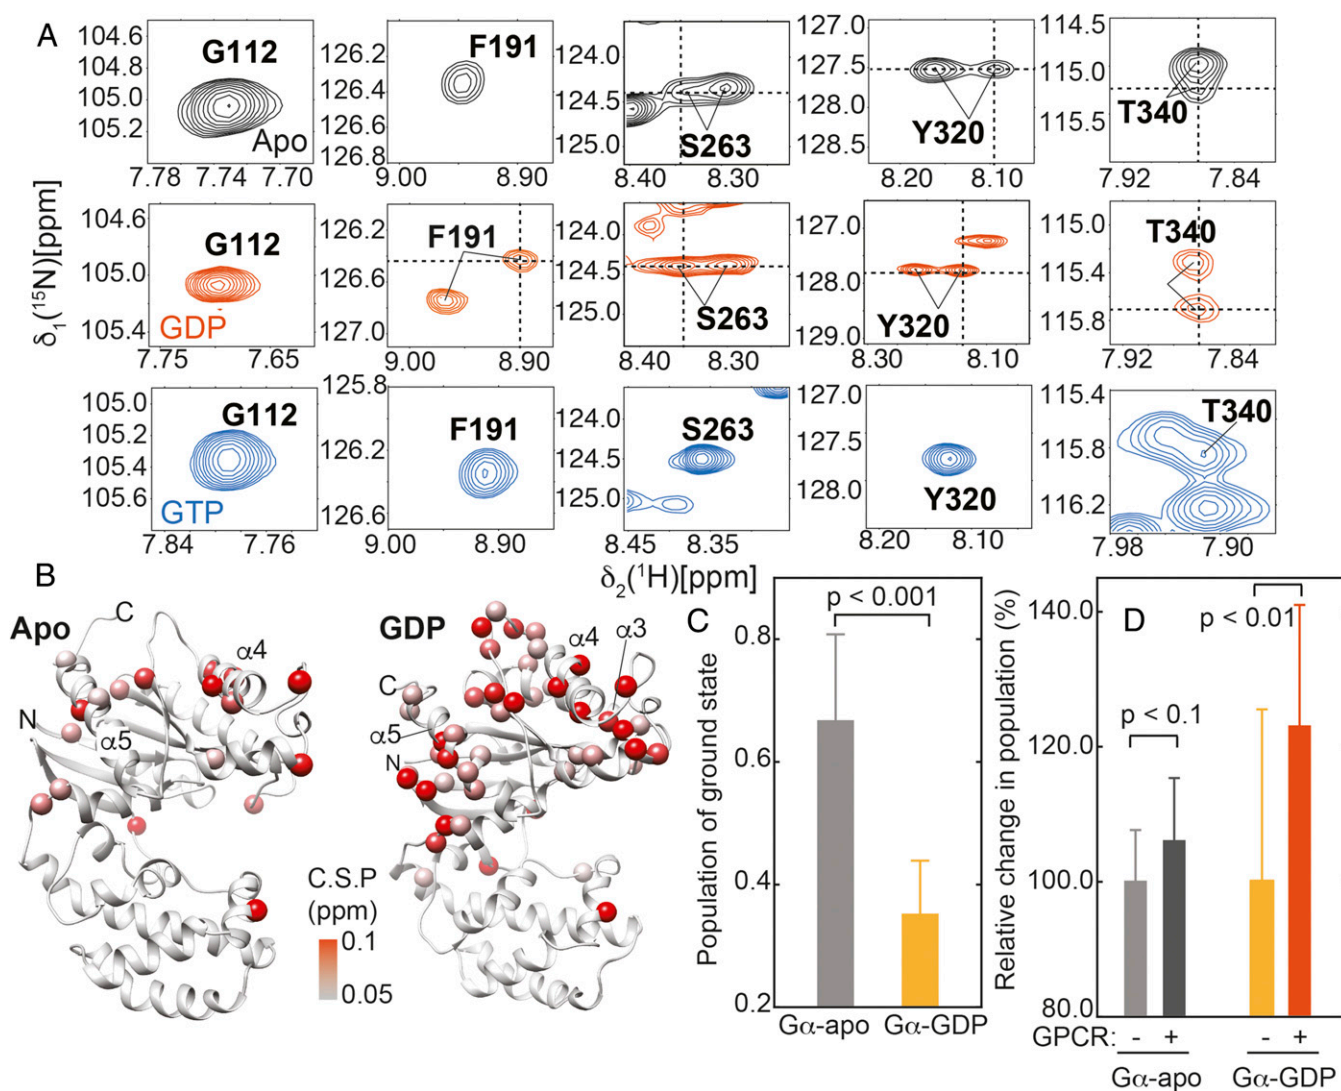 A
δ1(15N)[ppm]
δ2(1H)[ppm]
104.6
104.8
105.0
105.2
G112
Apo
7.78 7.74 7.70
126.2
126.4
126.6
126.8
F191
9.00 8.90
124.0
124.4
125.2
S263
8.40 8.30
127.0
127.5
128.0
128.5
Y320
8.20 8.10
114.5
115.0
115.5
T340
7.92 7.84
104.6
105.0
105.4
G112
GDP
7.75 7.65
126.2
126.6
127.0
F191
9.00 8.90
124.0
124.5
125.0
S263
8.40 8.30
127.0
128.0
129.0
Y320
8.30 8.10
115.0
115.4
115.8
T340
7.92 7.84
105.0
105.2
105.4
105.6
G112
GTP
7.84 7.76
125.8
126.2
126.6
F191
9.00 8.90
124.0
124.5
125.0
S263
8.45 8.35
127.0
127.5
128.0
Y320
8.20 8.10
115.4
115.8
116.2
T340
7.98 7.90
B
Apo
C
α4
N
α5
GDP
α4 α3
C
α5
N
C.S.P
(ppm)
0.1
0.05
C
Population of ground state
p < 0.001
0.8
0.6
0.4
0.2
Gα-apo Gα-GDP
D
Relative change in population (%)
140.0
120.0
100.0
80.0
p < 0.1
p < 0.01
GPCR: - + - +
Gα-apo Gα-GDP